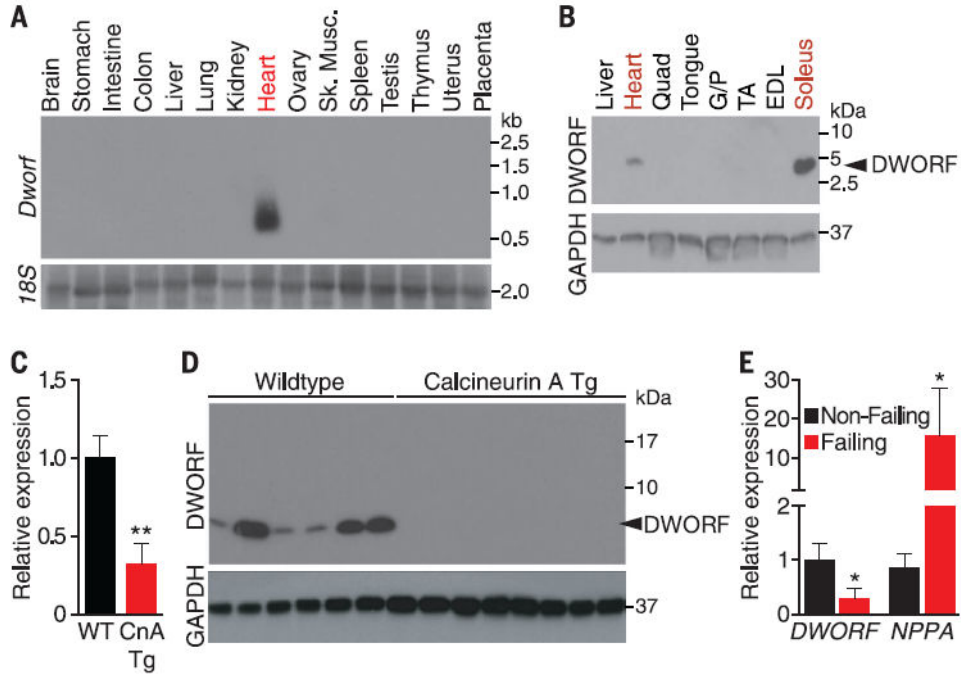 A
Brain
Stomach
Intestine
Colon
Liver
Lung
Kidney
Heart
Ovary
Sk. Musc.
Spleen
Testis
Thymus
Uterus
Placenta
kb
Dworf
2.5
1.5
1.0
0.5
18S
2.0
B
Liver
Heart
Quad
Tongue
G/P
TA
EDL
Soleus
kDa
DWORF
10
5
2.5
DWORF
GAPDH
37
C
Relative expression
1.5
1.0
0.5
0
**
WT CnA
Tg
D
Wildtype
Calcineurin A Tg
kDa
DWORF
17
10
DWORF
GAPDH
37
E
Relative expression
30
20
10
2
1
0
Non-Failing
Failing
*
*
DWORF NPPA